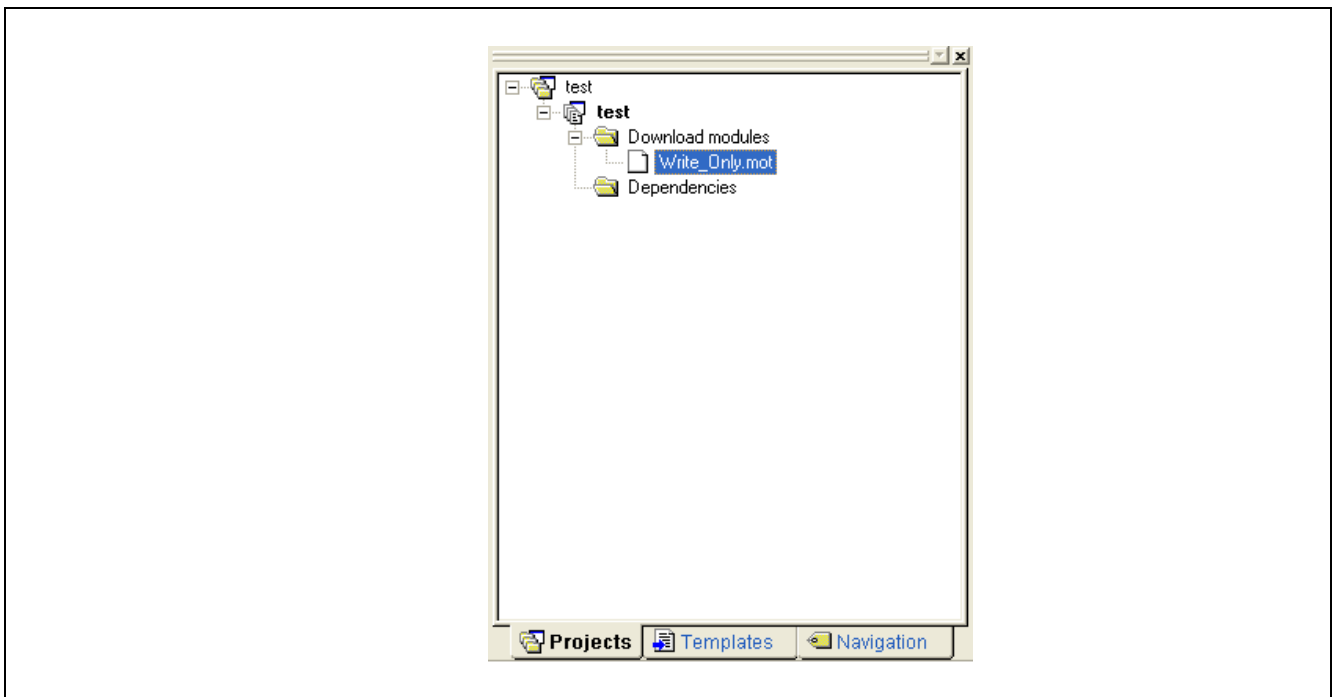 test
test
Download modules
Write_Only.mot
Dependencies
Projects Templates Navigation